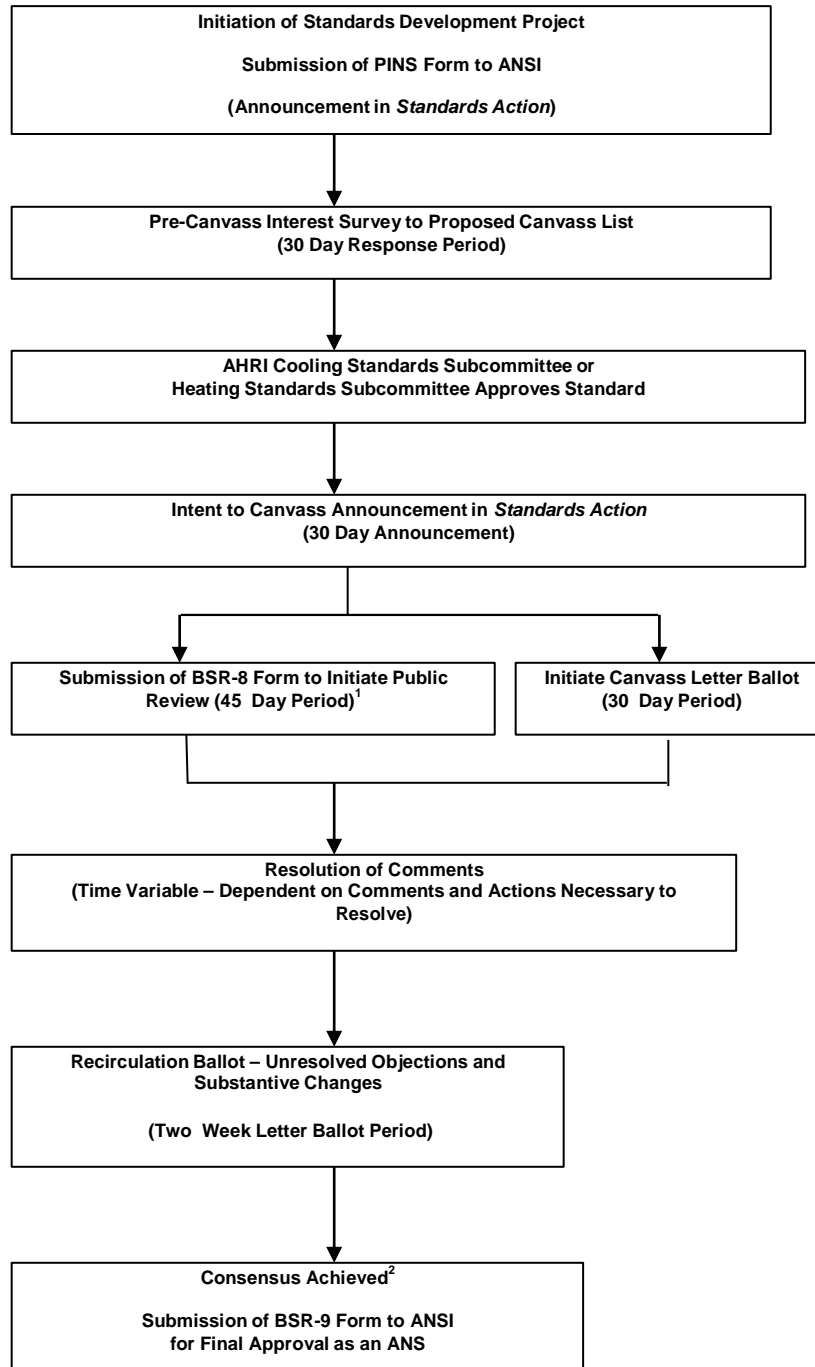 Initiation of Standards Development Project
Submission of PINS Form to ANSI
(Announcement in Standards Action)
Pre-Canvass Interest Survey to Proposed Canvass List
(30 Day Response Period)
AHRI Cooling Standards Subcommittee or
Heating Standards Subcommittee Approves Standard
Intent to Canvass Announcement in Standards Action
(30 Day Announcement)
Submission of BSR-8 Form to Initiate Public
Review (45 Day Period)1
Initiate Canvass Letter Ballot
(30 Day Period)
Resolution of Comments
(Time Variable – Dependent on Comments and Actions Necessary to
Resolve)
Recirculation Ballot – Unresolved Objections and
Substantive Changes
(Two Week Letter Ballot Period)
Consensus Achieved2
Submission of BSR-9 Form to ANSI
for Final Approval as an ANS